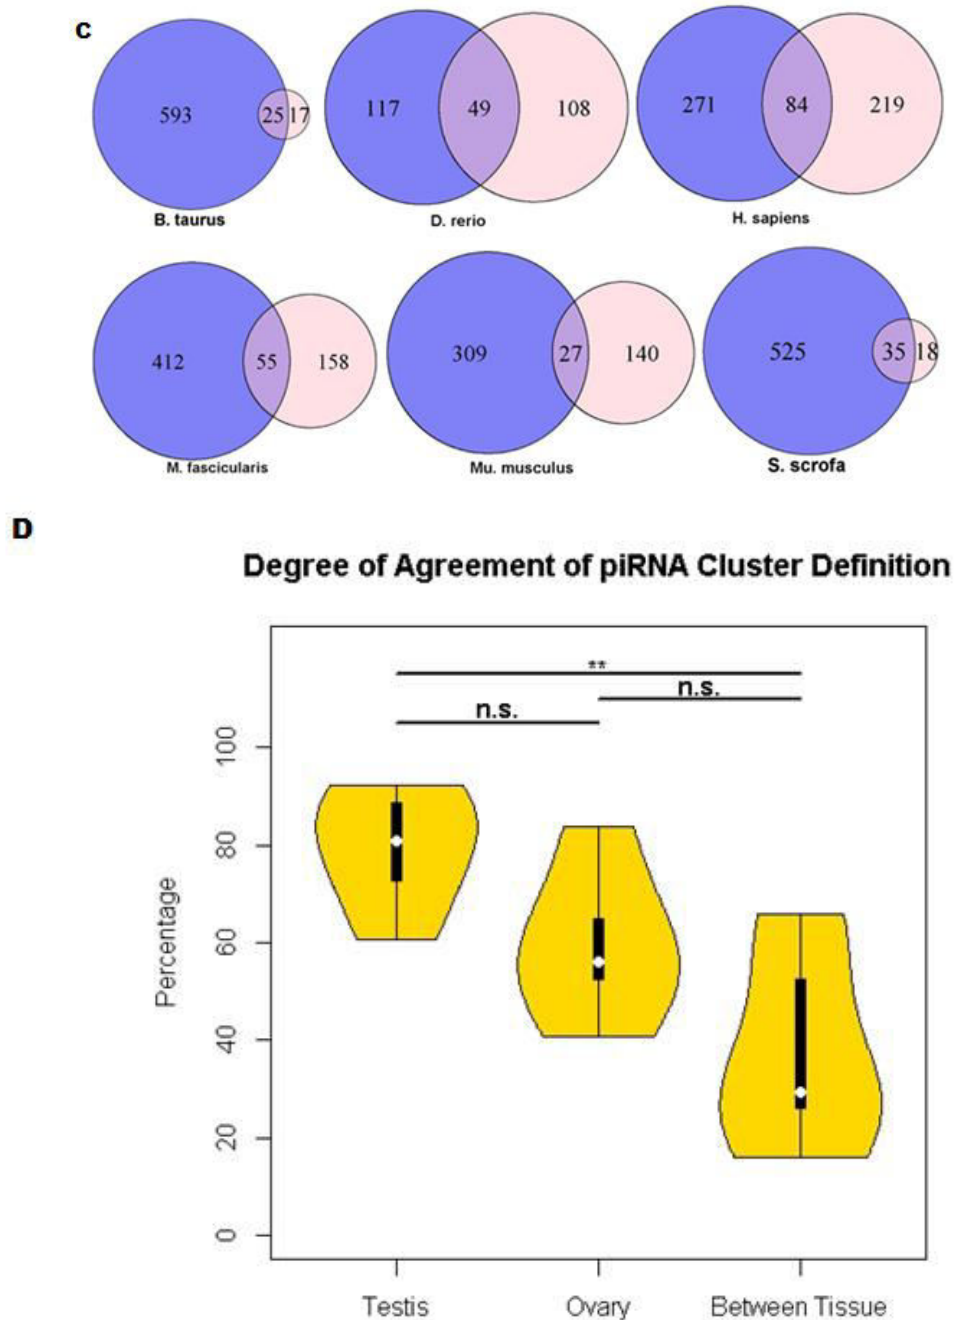 C
593 25 17 117 49 108 271 84 219
B. taurus D. rerio H. sapiens
412 55 158 309 27 140 525 35 18
M. fascicularis Mu. musculus S. scrofa
D
Degree of Agreement of piRNA Cluster Definition
**
n.s.
n.s.
100
80
60
40
20
0
Percentage
Testis Ovary Between Tissue